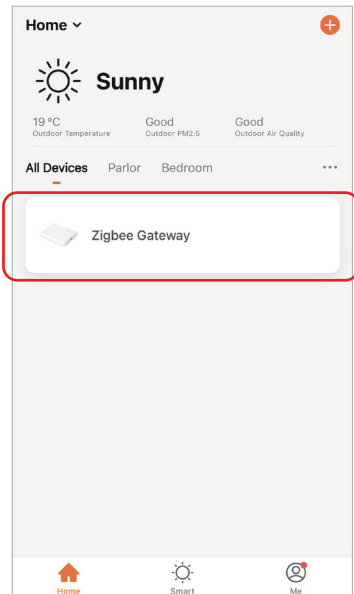 Home
Sunny
19 °C Good Good
Outdoor Temperature Outdoor PM2.5 Outdoor Air Quality
All Devices Parlor Bedroom
Zigbee Gateway
Home Smart Me